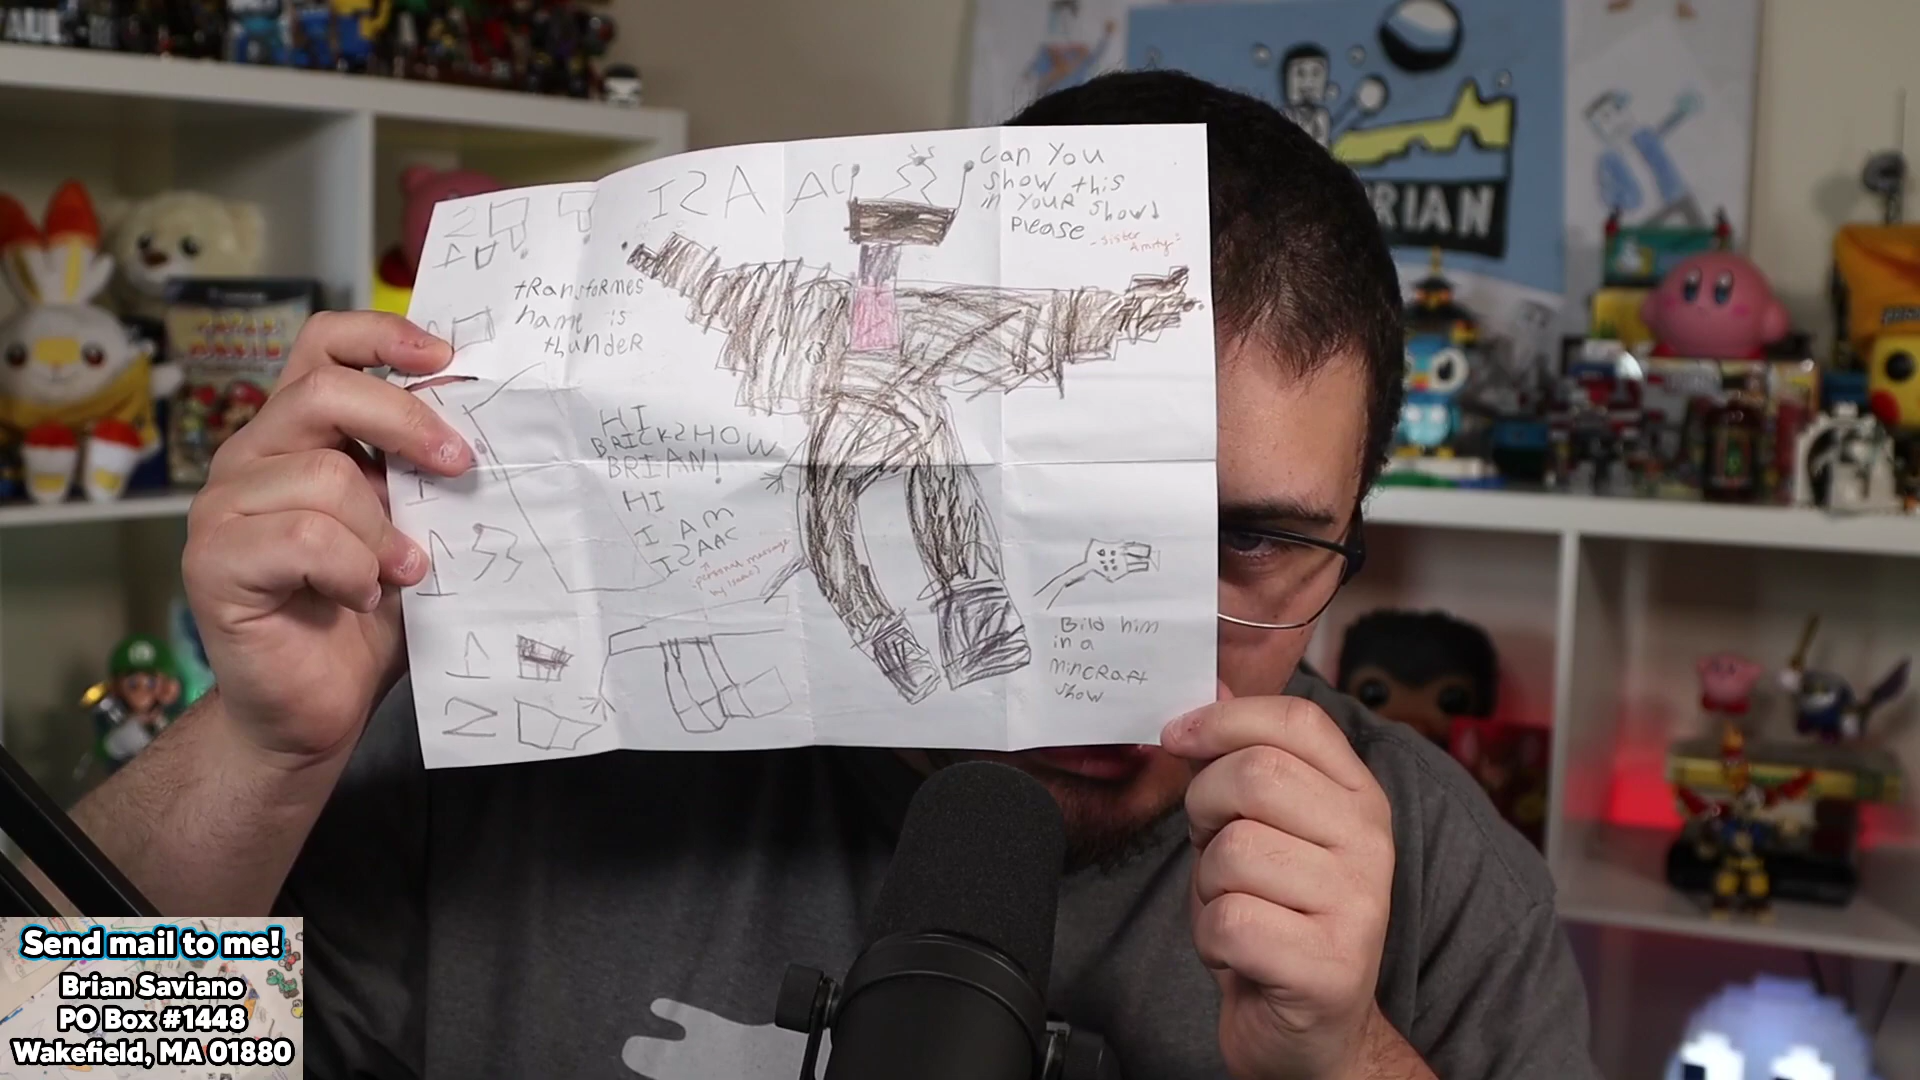 ISAAC
Can You
show this
in YOUR show!
Please
-Sister
Amity-
tRansfoRmes
name is
thundeR
HI
BRICKSHOW
BRIAN!
HI
I AM
ISAAC
personal message
by Isaac
Bild him
in a
mincRaft
show
RIAN
Send mail to me!
Brian Saviano
PO Box #1448
Wakefield, MA 01880